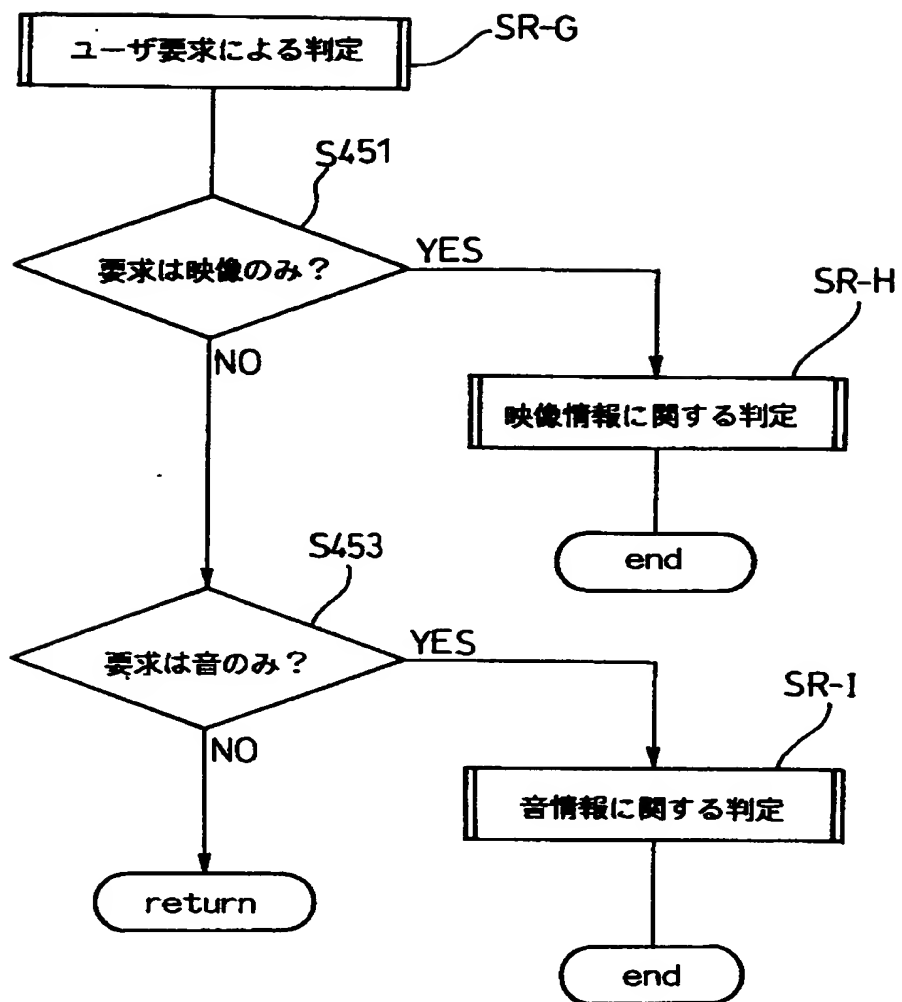 SR-G
ユーザ要求による判定
S451
要求は映像のみ？
YES
NO
SR-H
映像情報に関する判定
end
S453
要求は音のみ？
YES
NO
SR-I
音情報に関する判定
return
end